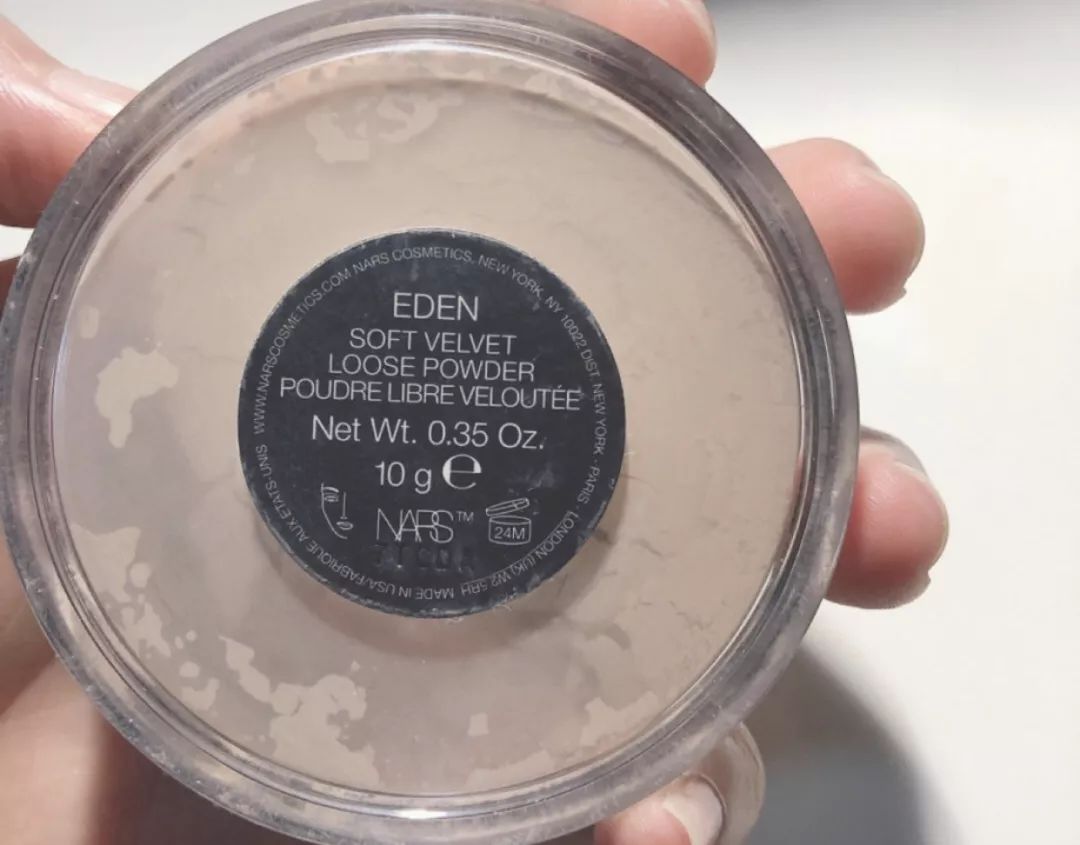 EDEN
SOFT VELVET
LOOSE POWDER
POUDRE LIBRE VELOUTÉE
Net Wt. 0.35 Oz.
10 g ℮
NARS™
24M
WWW.NARSCOSMETICS.COM NARS COSMETICS, NEW YORK, NY 10022 DIST. NEW YORK · PARIS · LONDON (UK) W2 5RH MADE IN USA/FABRIQUÉ AUX ÉTATS-UNIS